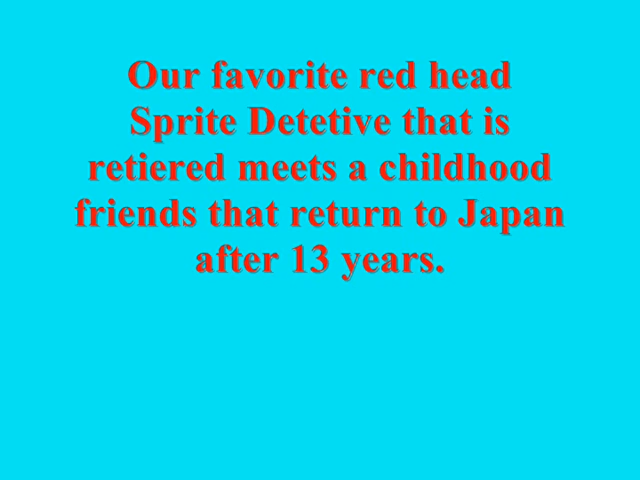 Our favorite red head
Sprite Detetive that is
retiered meets a childhood
friends that return to Japan
after 13 years.